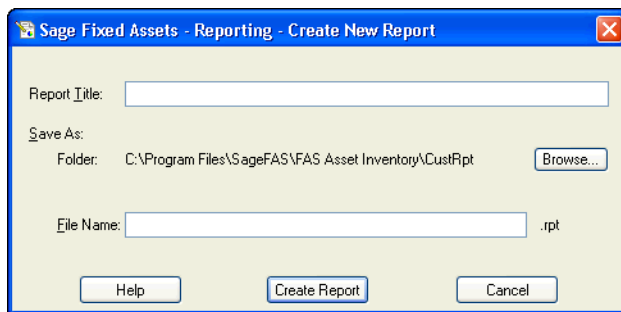 Sage Fixed Assets - Reporting - Create New Report
Report Title:
Save As:
Folder: C:\Program Files\SageFAS\FAS Asset Inventory\CustRpt Browse...
File Name: .rpt
Help Create Report Cancel